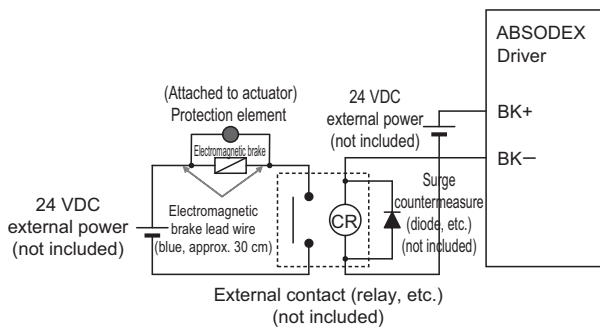 ABSODEX
Driver
(Attached to actuator)
Protection element
24 VDC
external power
(not included)
BK+
BK−
Electromagnetic brake
24 VDC
external power
(not included)
Electromagnetic
brake lead wire
(blue, approx. 30 cm)
CR
Surge
countermeasure
(diode, etc.)
(not included)
External contact (relay, etc.)
(not included)